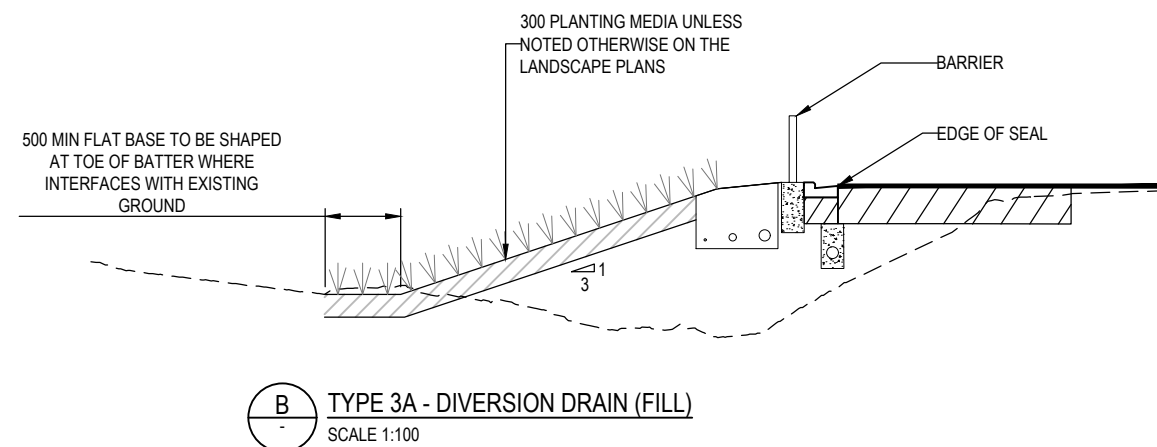 300 PLANTING MEDIA UNLESS
NOTED OTHERWISE ON THE
LANDSCAPE PLANS
BARRIER
500 MIN FLAT BASE TO BE SHAPED
AT TOE OF BATTER WHERE
INTERFACES WITH EXISTING
GROUND
EDGE OF SEAL
1
3
B
-
TYPE 3A - DIVERSION DRAIN (FILL)
SCALE 1:100